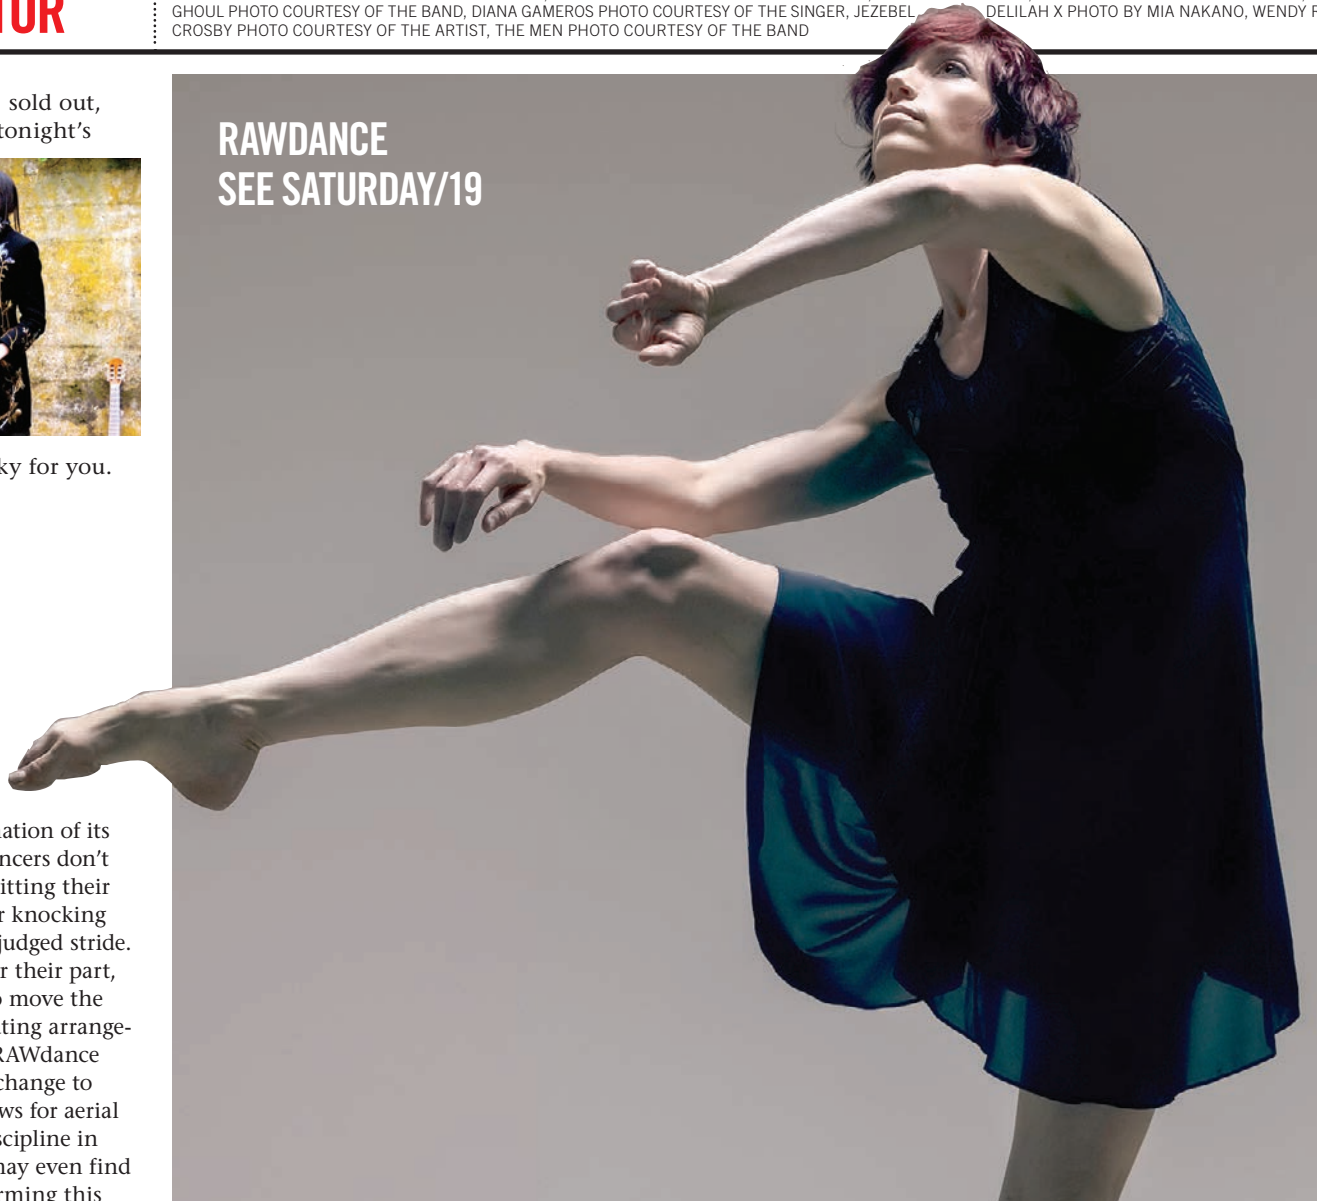 GHOUL PHOTO COURTESY OF THE BAND, DIANA GAMEROS PHOTO COURTESY OF THE SINGER, JEZEBEL DELILAH X PHOTO BY MIA NAKANO, WENDY
CROSBY PHOTO COURTESY OF THE ARTIST, THE MEN PHOTO COURTESY OF THE BAND
sold out,
tonight's
RAWDANCE
SEE SATURDAY/19
ky for you.
ation of its
ncers don't
itting their
r knocking
judged stride.
r their part,
o move the
ting arrange-
RAWdance
change to
ws for aerial
scipline in
may even find
rming this